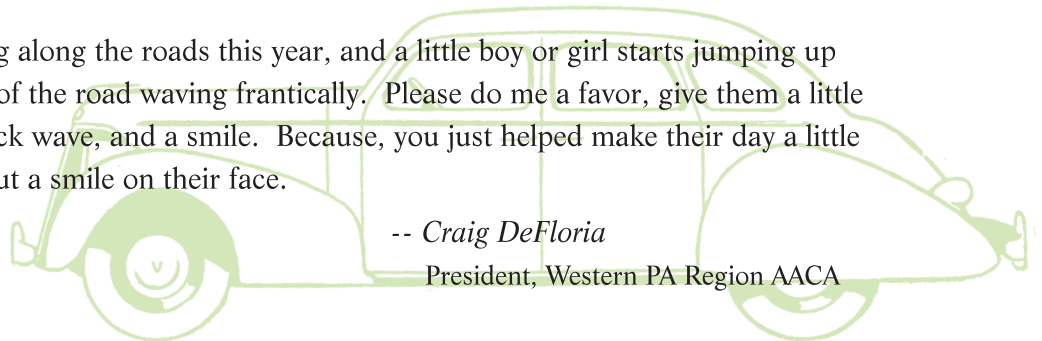 along the roads this year, and a little boy or girl starts jumping up
of the road waving frantically.  Please do me a favor, give them a little
wave, and a smile.  Because, you just helped make their day a little
a smile on their face.
-- Craig DeFloria
President, Western PA Region AACA